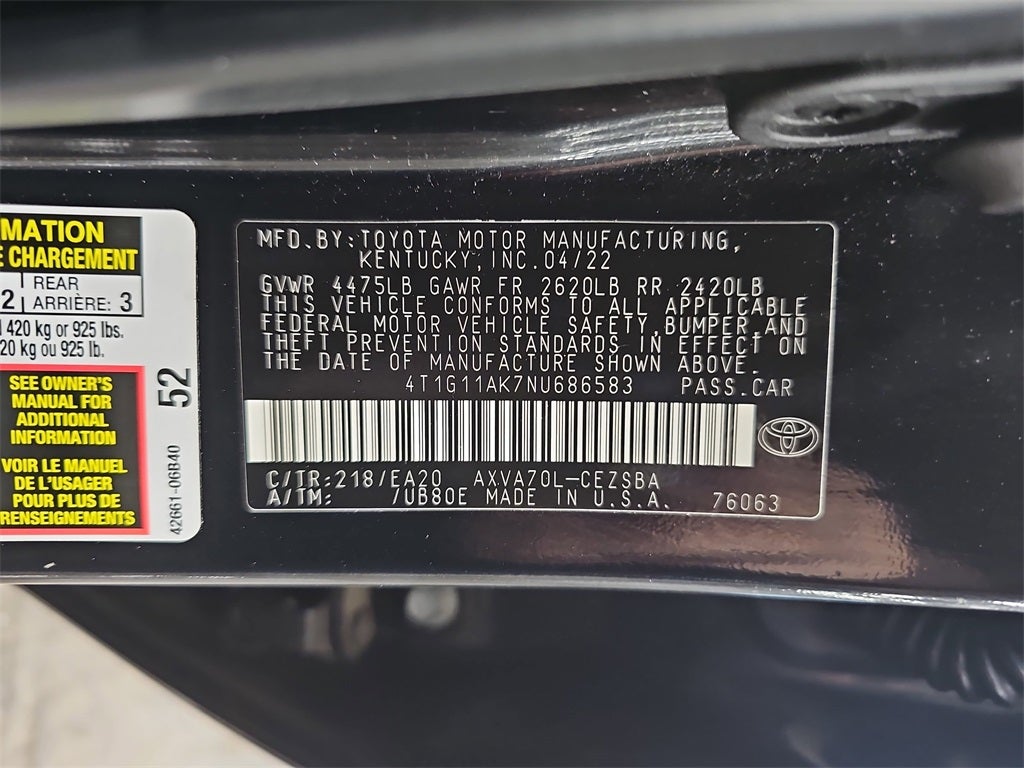 MATION
E CHARGEMENT
2 REAR
ARRIÈRE: 3
420 kg or 925 lbs.
20 kg ou 925 lb.
SEE OWNER'S
MANUAL FOR
ADDITIONAL
INFORMATION
VOIR LE MANUEL
DE L'USAGER
POUR PLUS DE
RENSEIGNEMENTS
52
42661-06B40
MFD.BY:TOYOTA MOTOR MANUFACTURING,
KENTUCKY,INC.04/22
GVWR 4475LB GAWR FR 2620LB RR 2420LB
THIS VEHICLE CONFORMS TO ALL APPLICABLE
FEDERAL MOTOR VEHICLE SAFETY,BUMPER,AND
THEFT PREVENTION STANDARDS IN EFFECT ON
THE DATE OF MANUFACTURE SHOWN ABOVE.
4T1G11AK7NU686583 PASS.CAR
C/TR:218/EA20 AXVA70L-CEZSBA
A/TM: /UB80E MADE IN U.S.A. 76063